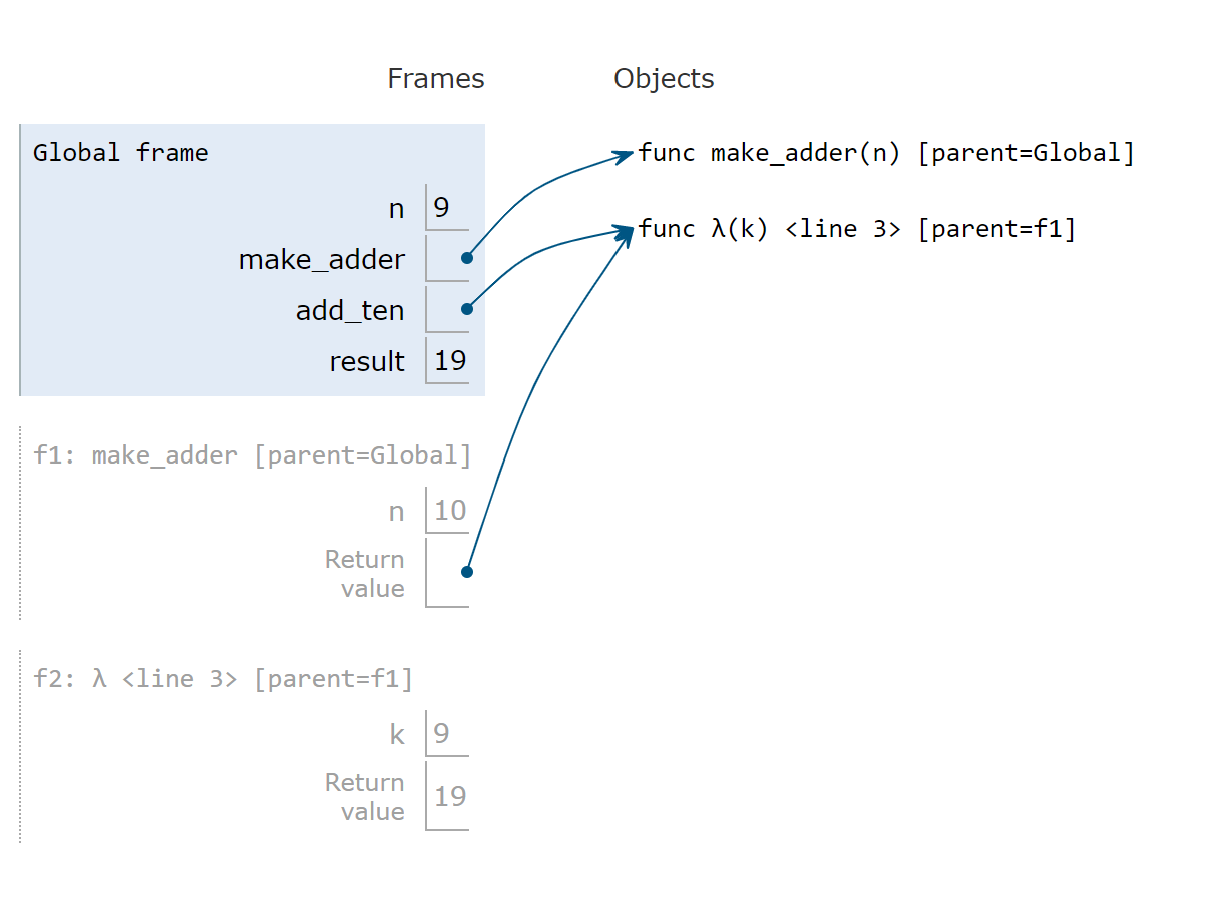 Frames Objects
Global frame
func make_adder(n) [parent=Global]
n 9
func λ(k) <line 3> [parent=f1]
make_adder
add_ten
result 19
f1: make_adder [parent=Global]
n 10
Return
value
f2: λ <line 3> [parent=f1]
k 9
Return
value 19